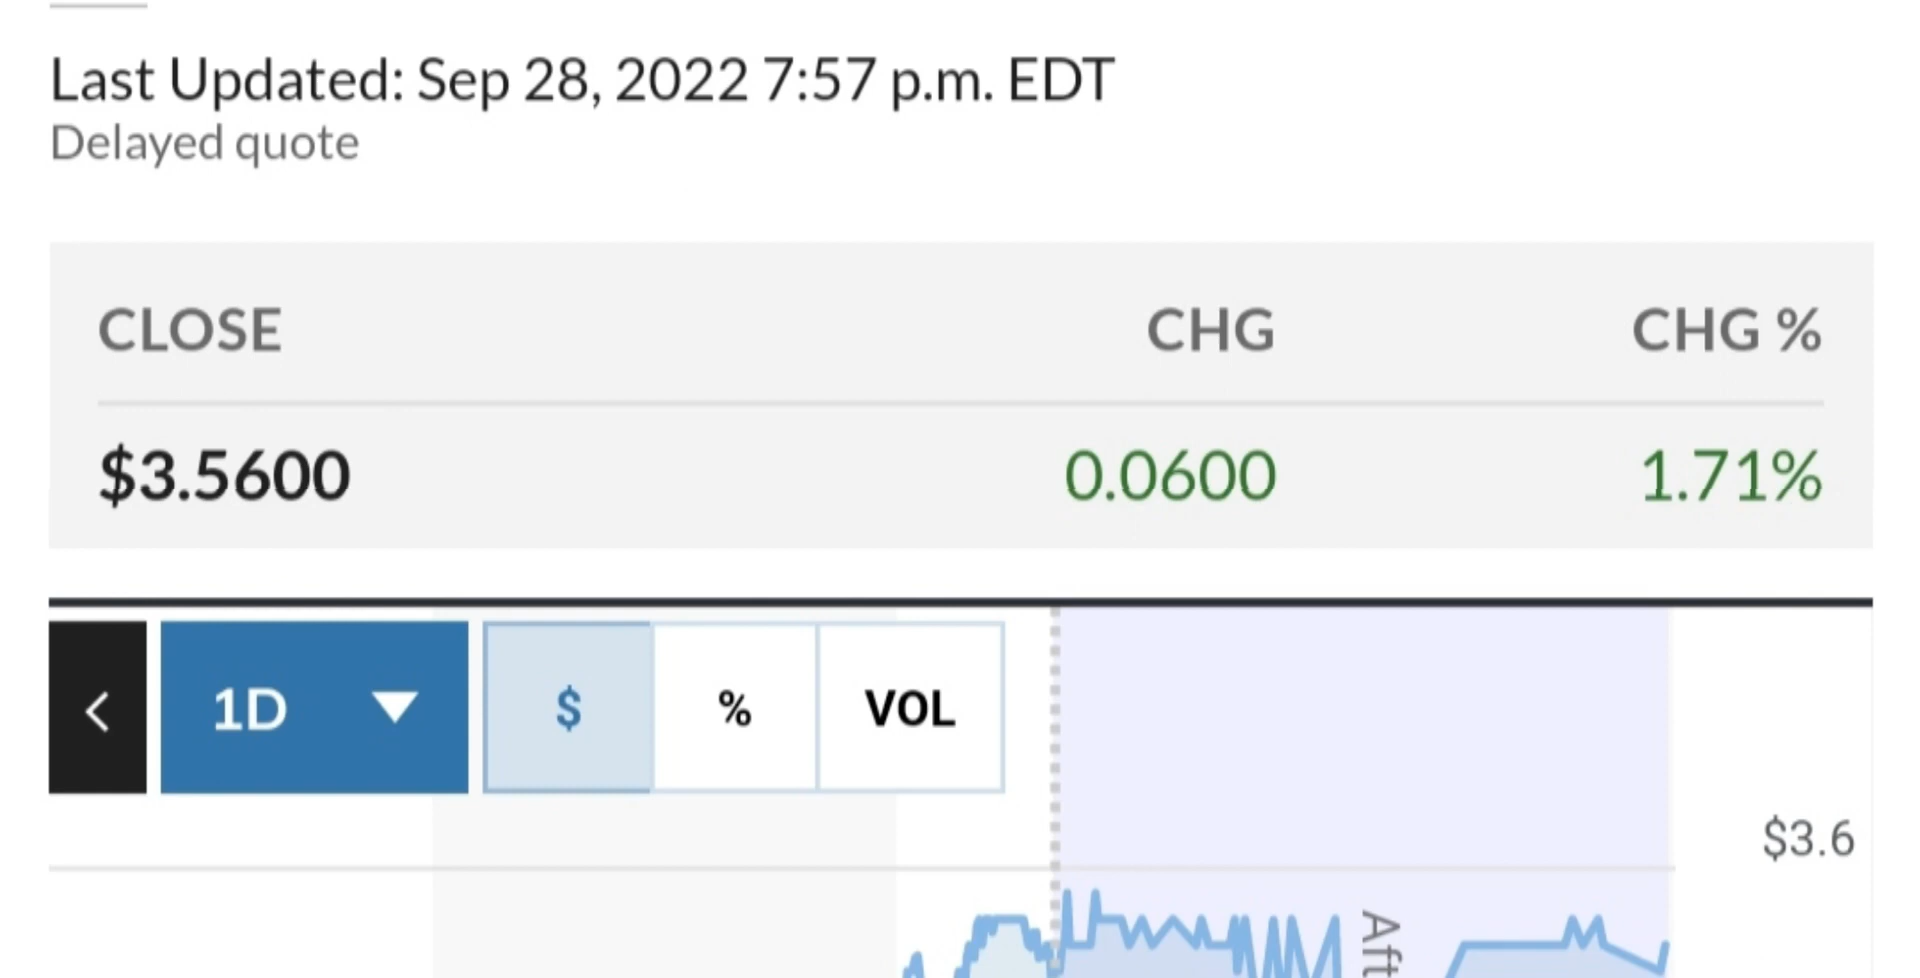 Last Updated: Sep 28, 2022 7:57 p.m. EDT
Delayed quote
CLOSE CHG CHG %
$3.5600 0.0600 1.71%
1D $ % VOL
$3.6
Aft